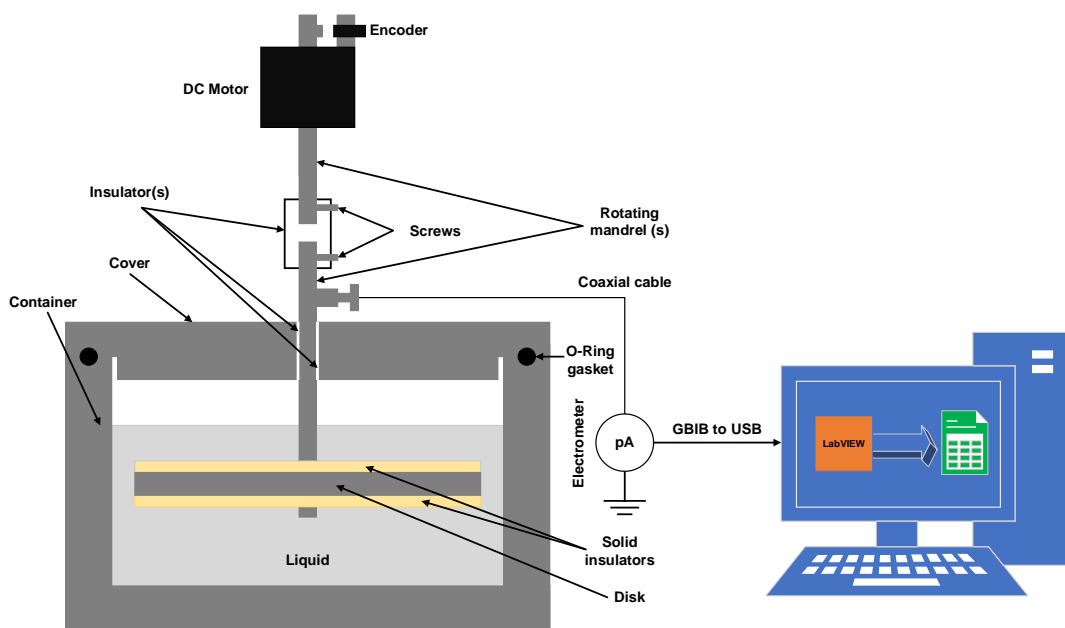 Encoder
DC Motor
Insulator(s)
Screws
Rotating
mandrel (s)
Cover
Coaxial cable
Container
O-Ring
gasket
Electrometer
pA
GBIB to USB
LabVIEW
Liquid
Solid
insulators
Disk